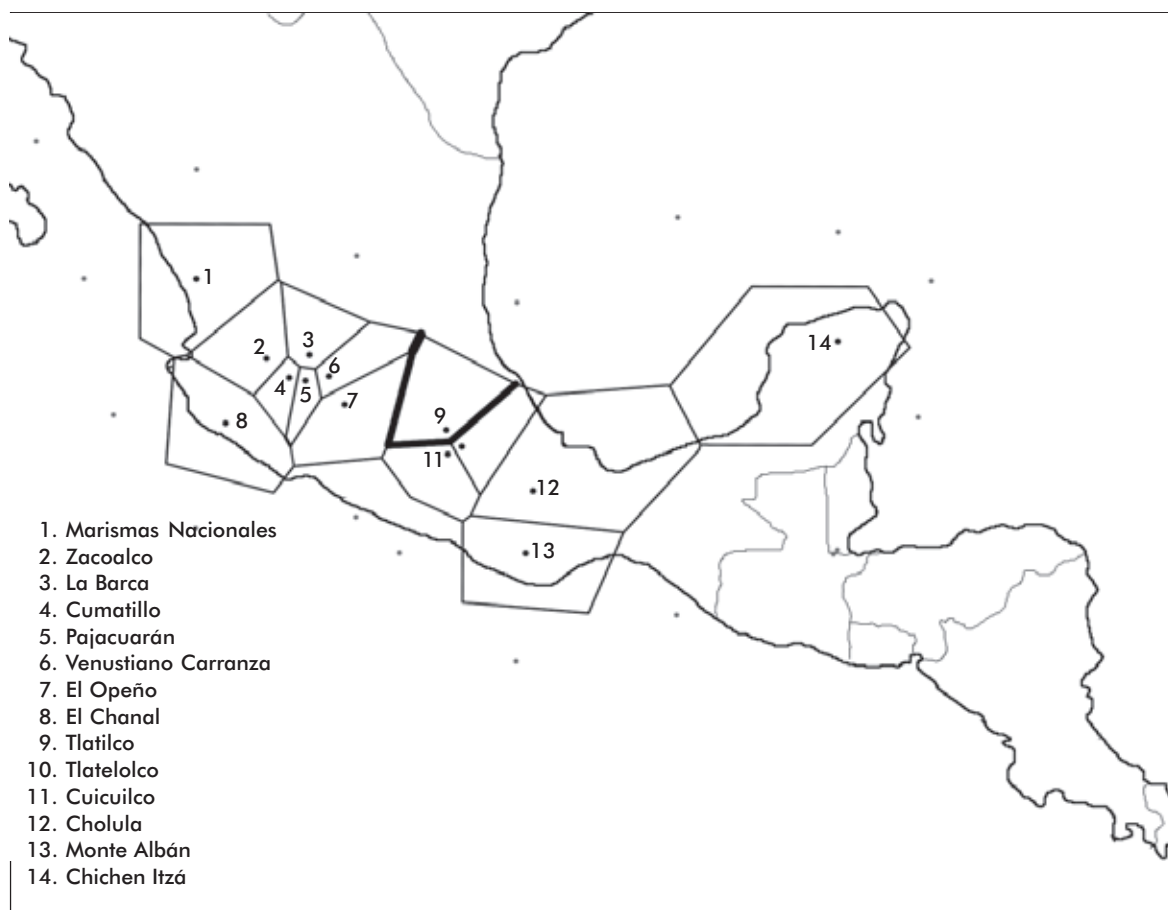 1
2
3
4
5
6
7
8
9
11
12
13
14
1. Marismas Nacionales
2. Zacoalco
3. La Barca
4. Cumatillo
5. Pajacuarán
6. Venustiano Carranza
7. El Opeño
8. El Chanal
9. Tlatilco
10. Tlatelolco
11. Cuicuilco
12. Cholula
13. Monte Albán
14. Chichen Itzá